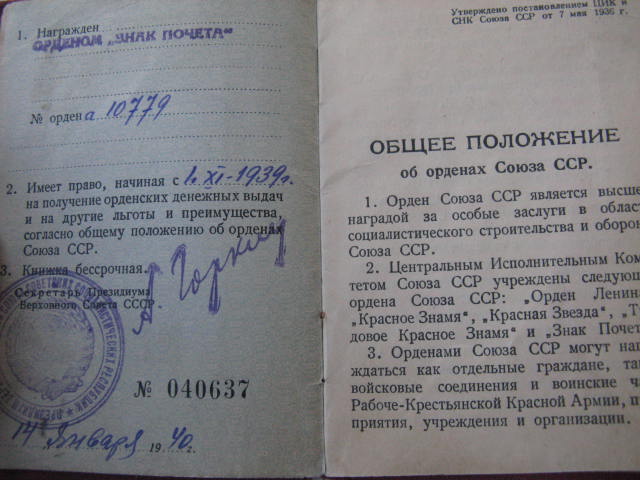 1. Награжден
ОРДЕНОМ „ЗНАК ПОЧЕТА“
№ ордена 10779
2. Имеет право, начиная с 1. XI-1939г.
на получение орденских денежных выдач
и на другие льготы и преимущества,
согласно общему положению об орденах
Союза ССР.
3. Книжка бессрочная.
Секретарь Президиума
Верховного Совета СССР
А Горкин
№ 040637
14 января 1940 г.
Утверждено постановлением ЦИК и
СНК Союза ССР от 7 мая 1936 г.
ОБЩЕЕ ПОЛОЖЕНИЕ
об орденах Союза ССР.
1. Орден Союза ССР является высше
наградой за особые заслуги в област
социалистического строительства и оборон
Союза ССР.
2. Центральным Исполнительным Ком
тетом Союза ССР учреждены следующ
ордена Союза ССР: „Орден Ленин
„Красное Знамя“, „Красная Звезда“, „Т
довое Красное Знамя“ и „Знак Почет
3. Орденами Союза ССР могут наг
ждаться как отдельные граждане, так
войсковые соединения и воинские ча
Рабоче-Крестьянской Красной Армии, п
приятия, учреждения и организации.